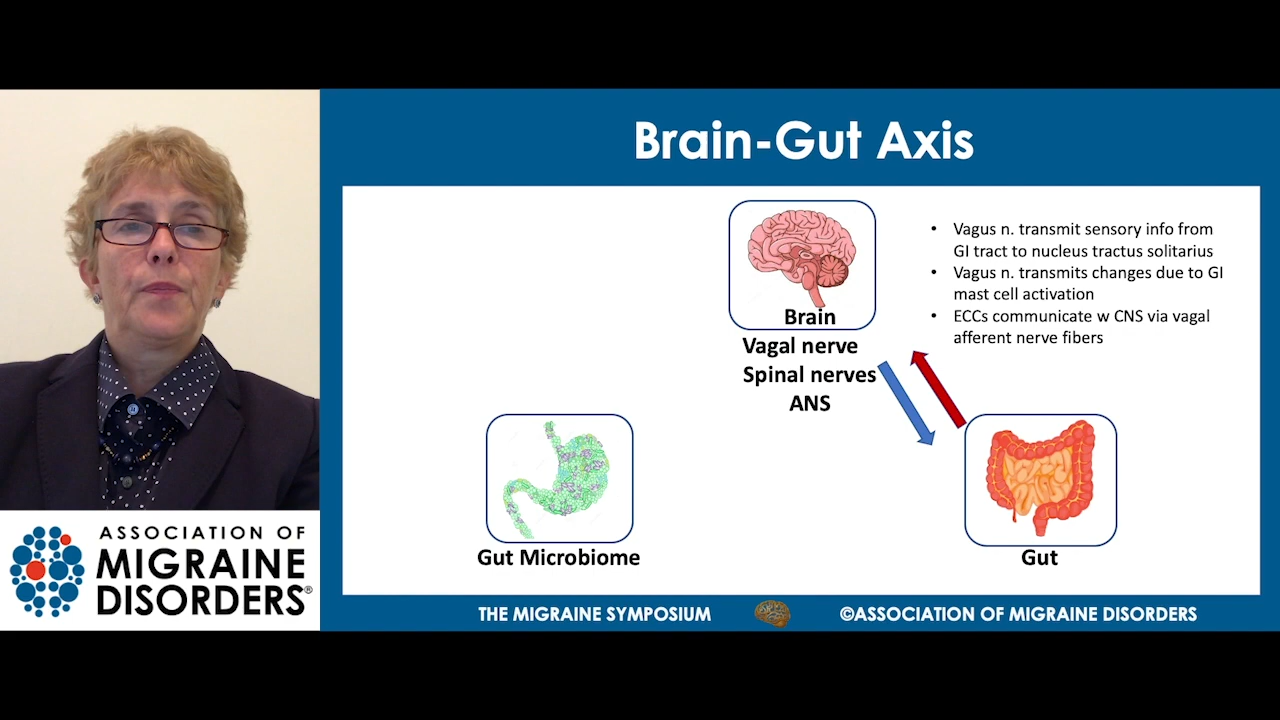 Brain-Gut Axis
Brain
Vagal nerve
Spinal nerves
ANS
• Vagus n. transmit sensory info from
GI tract to nucleus tractus solitarius
• Vagus n. transmits changes due to GI
mast cell activation
• ECCs communicate w CNS via vagal
afferent nerve fibers
Gut Microbiome
Gut
ASSOCIATION OF
MIGRAINE
DISORDERS®
THE MIGRAINE SYMPOSIUM
©ASSOCIATION OF MIGRAINE DISORDERS